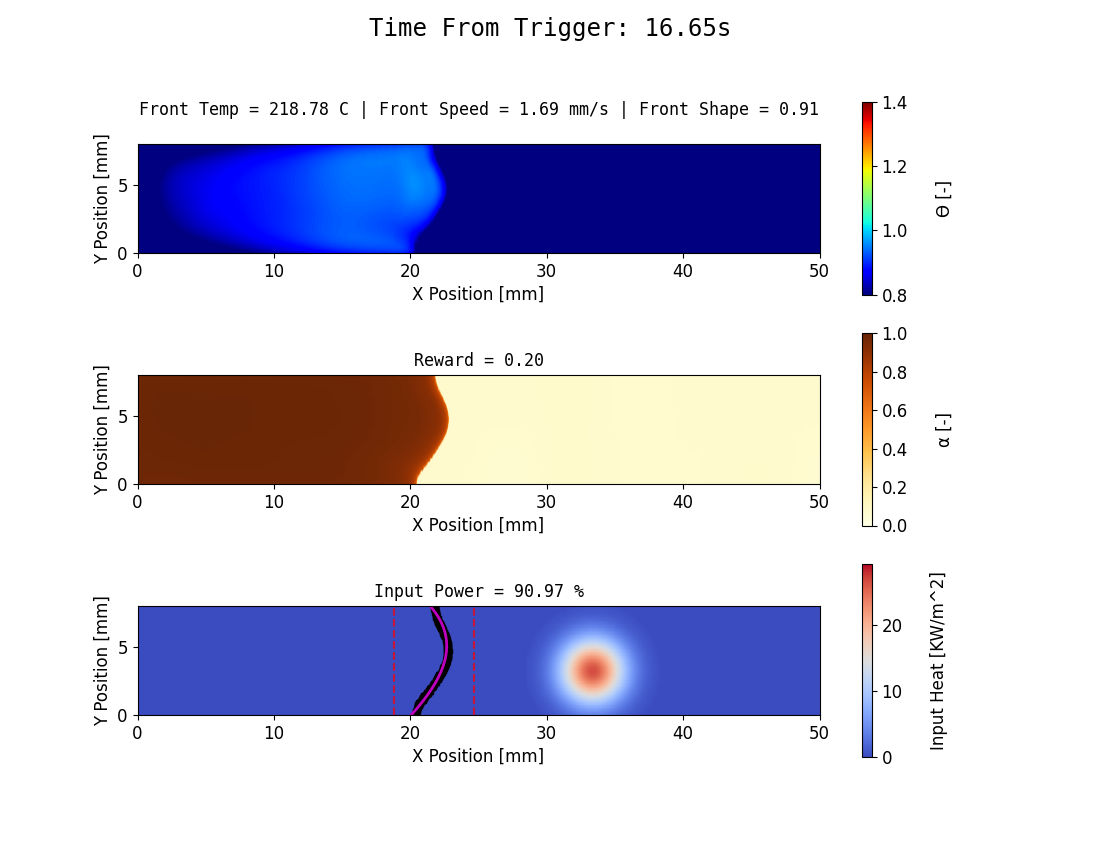 Time From Trigger: 16.65s
Front Temp = 218.78 C | Front Speed = 1.69 mm/s | Front Shape = 0.91
Y Position [mm]
5
0
0 10 20 30 40 50
X Position [mm]
1.4
1.2
1.0
0.8
Θ [-]
Reward = 0.20
Y Position [mm]
5
0
0 10 20 30 40 50
X Position [mm]
1.0
0.8
0.6
0.4
0.2
0.0
α [-]
Input Power = 90.97 %
Y Position [mm]
5
0
0 10 20 30 40 50
X Position [mm]
20
10
0
Input Heat [KW/m^2]